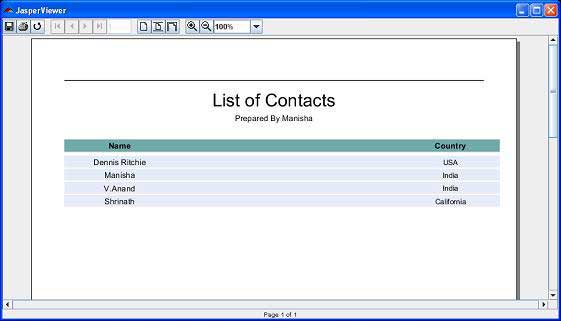 JasperViewer
100%
List of Contacts
Prepared By Manisha
Name Country
Dennis Ritchie USA
Manisha India
V.Anand India
Shrinath California
Page 1 of 1